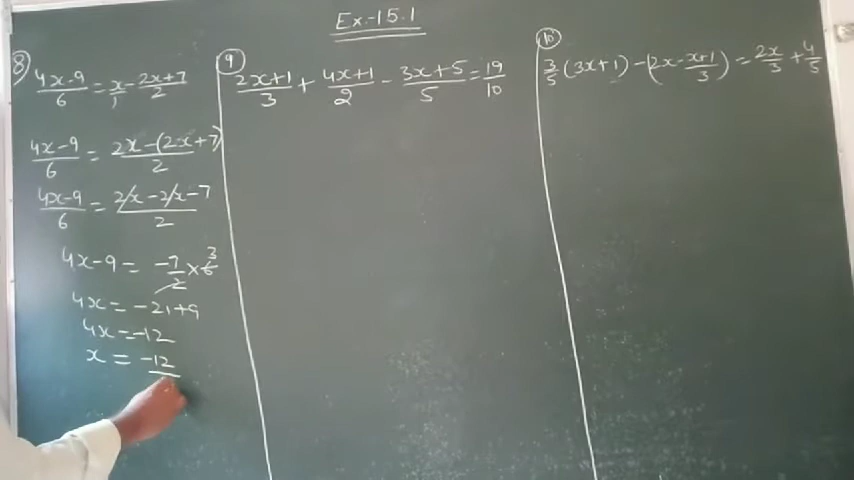 Ex.-15.1
8) (4x-9)/6 = x/1 - (2x+7)/2
(4x-9)/6 = (2x-(2x+7))/2
(4x-9)/6 = (2x-2x-7)/2
4x-9 = -7/2 × 6 3
4x = -21+9
4x = -12
x = -12
9 (2x+1)/3 + (4x+1)/2 - (3x+5)/5 = 19/10
10 3/5 (3x+1) - (2x - (x+1)/3) = 2x/3 + 4/5